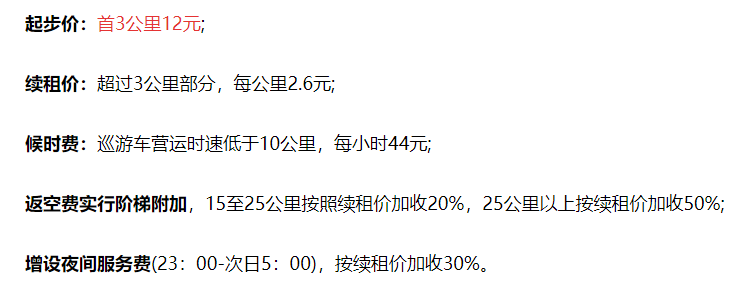 起步价：首3公里12元;
续租价：超过3公里部分，每公里2.6元;
候时费：巡游车营运时速低于10公里，每小时44元;
返空费实行阶梯附加，15至25公里按照续租价加收20%，25公里以上按续租价加收50%;
增设夜间服务费(23：00-次日5：00)，按续租价加收30%。